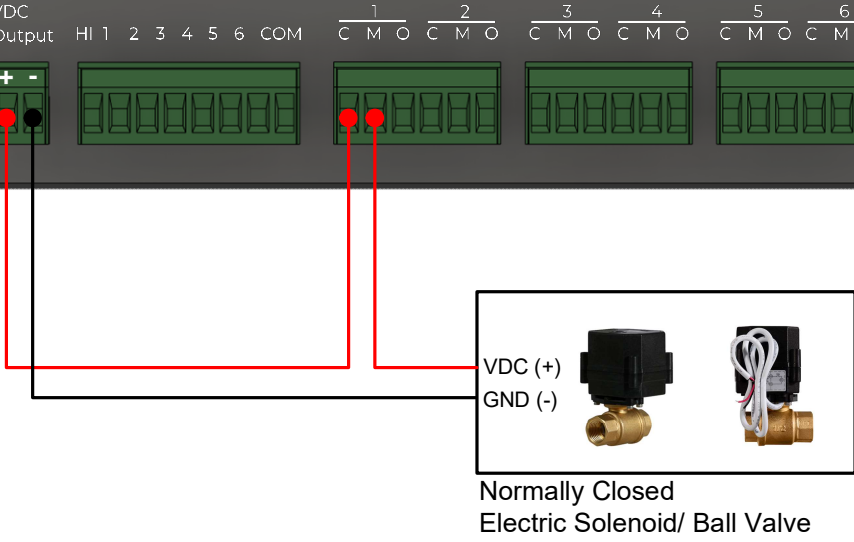 VDC
Output
HI 1 2 3 4 5 6 COM
1 2 3 4 5 6
C M O C M O C M O C M O C M O C M
+ -
VDC (+)
GND (-)
Normally Closed
Electric Solenoid/ Ball Valve